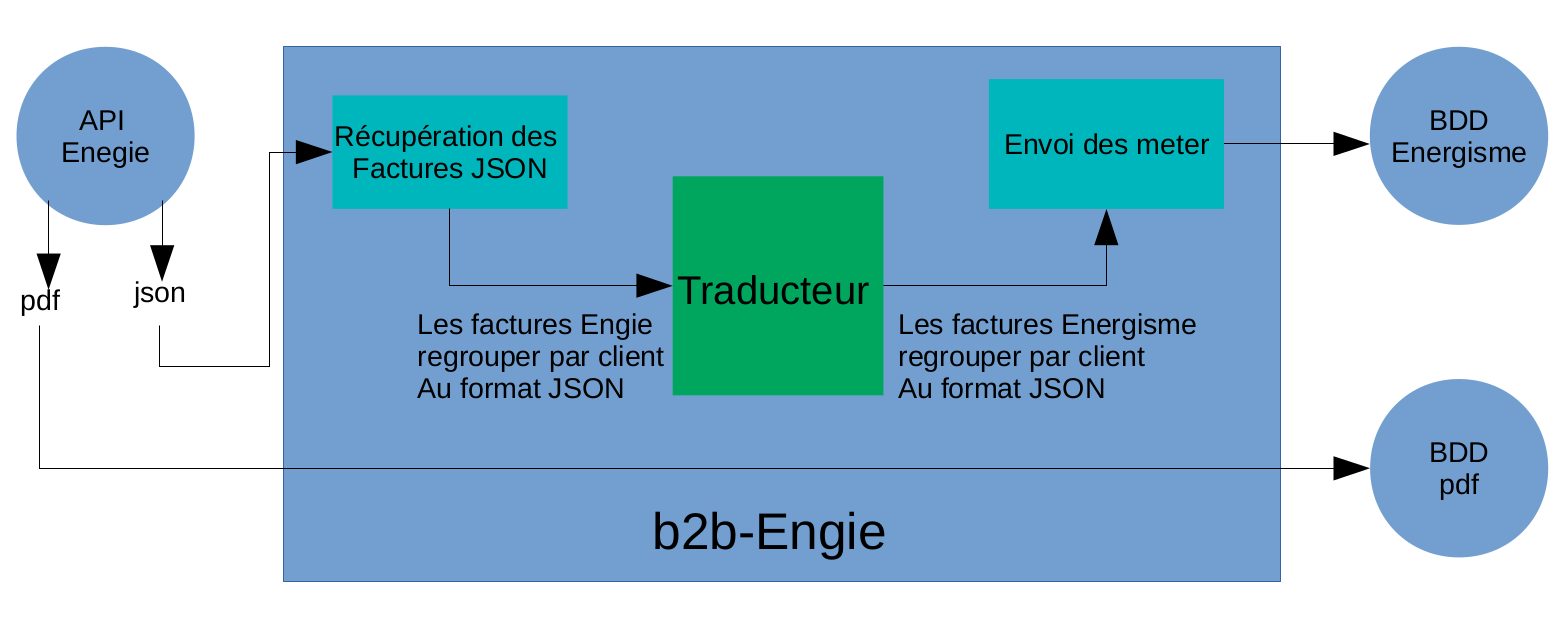 API
Enegie
pdf
json
Récupération des
Factures JSON
Les factures Engie
regrouper par client
Au format JSON
Traducteur
Les factures Energisme
regrouper par client
Au format JSON
Envoi des meter
BDD
Energisme
BDD
pdf
b2b-Engie